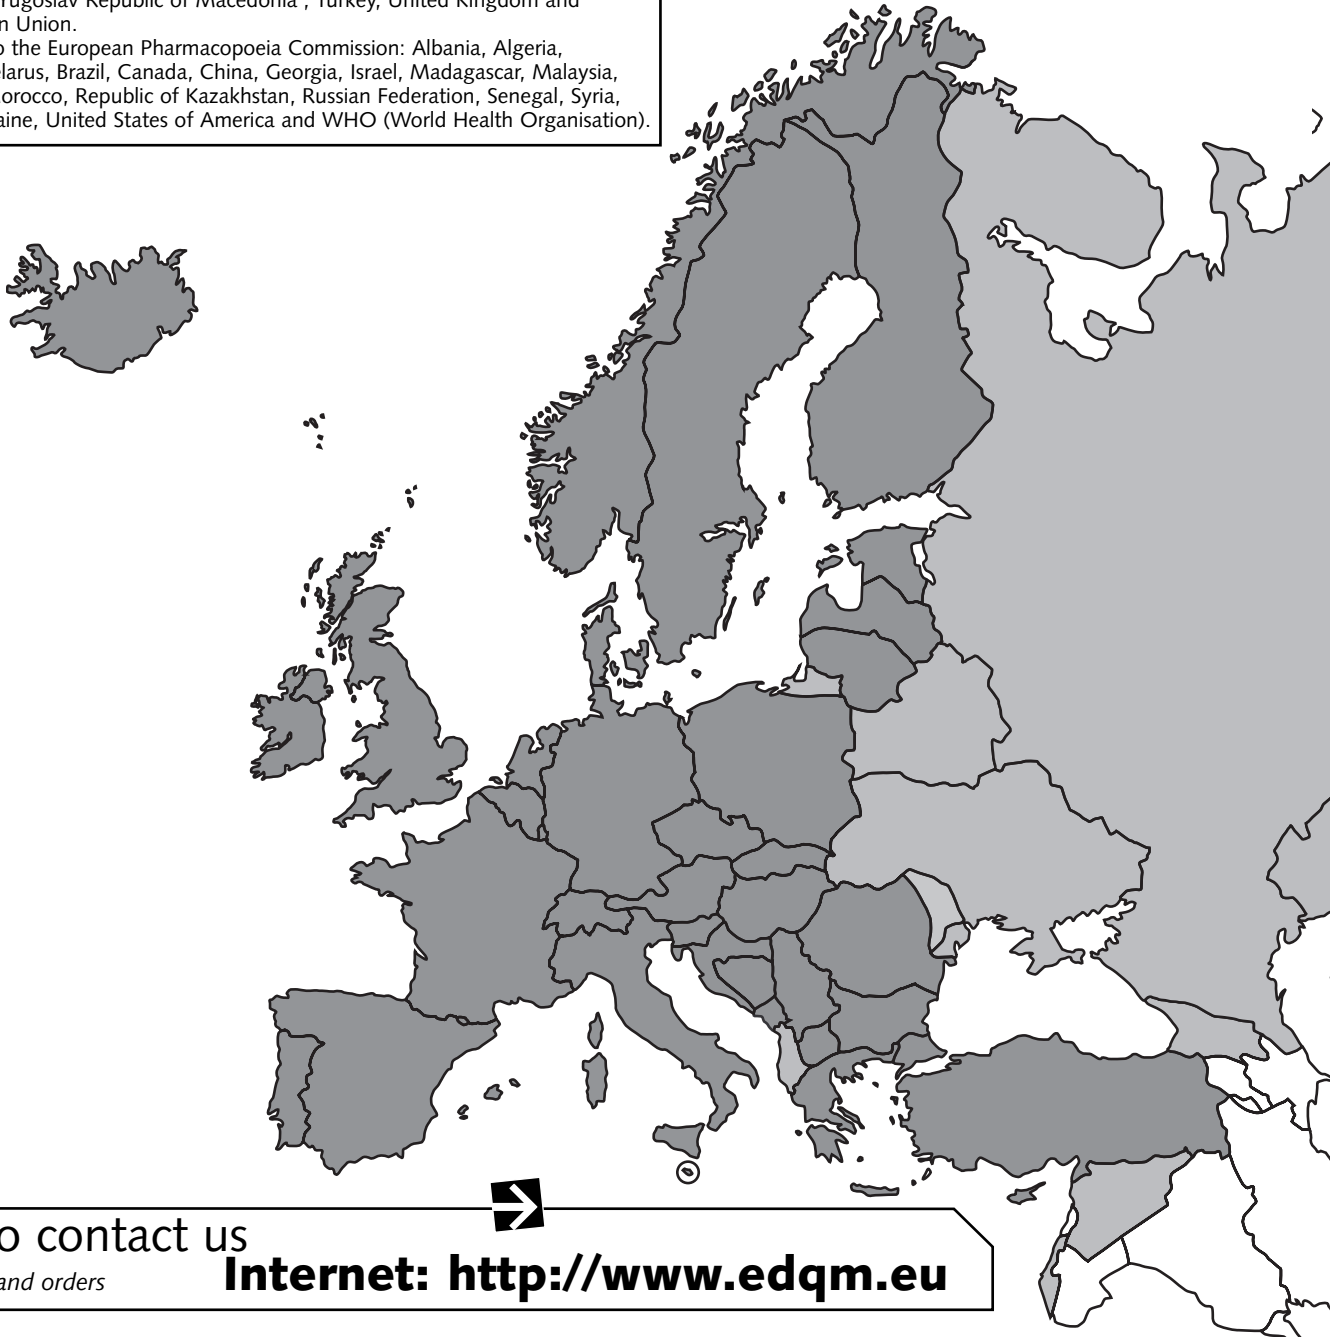 Yugoslav Republic of Macedonia", Turkey, United Kingdom and
n Union.
o the European Pharmacopoeia Commission: Albania, Algeria,
elarus, Brazil, Canada, China, Georgia, Israel, Madagascar, Malaysia,
orocco, Republic of Kazakhstan, Russian Federation, Senegal, Syria,
aine, United States of America and WHO (World Health Organisation).
o contact us
and orders
Internet: http://www.edqm.eu